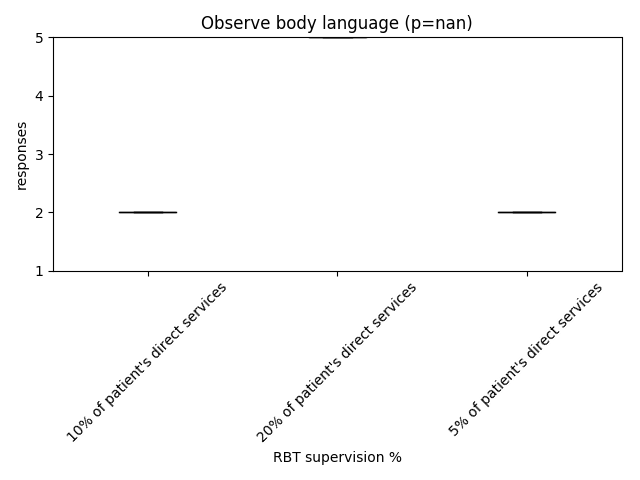 Observe body language (p=nan)
5
4
3
2
1
responses
10% of patient's direct services
20% of patient's direct services
5% of patient's direct services
RBT supervision %